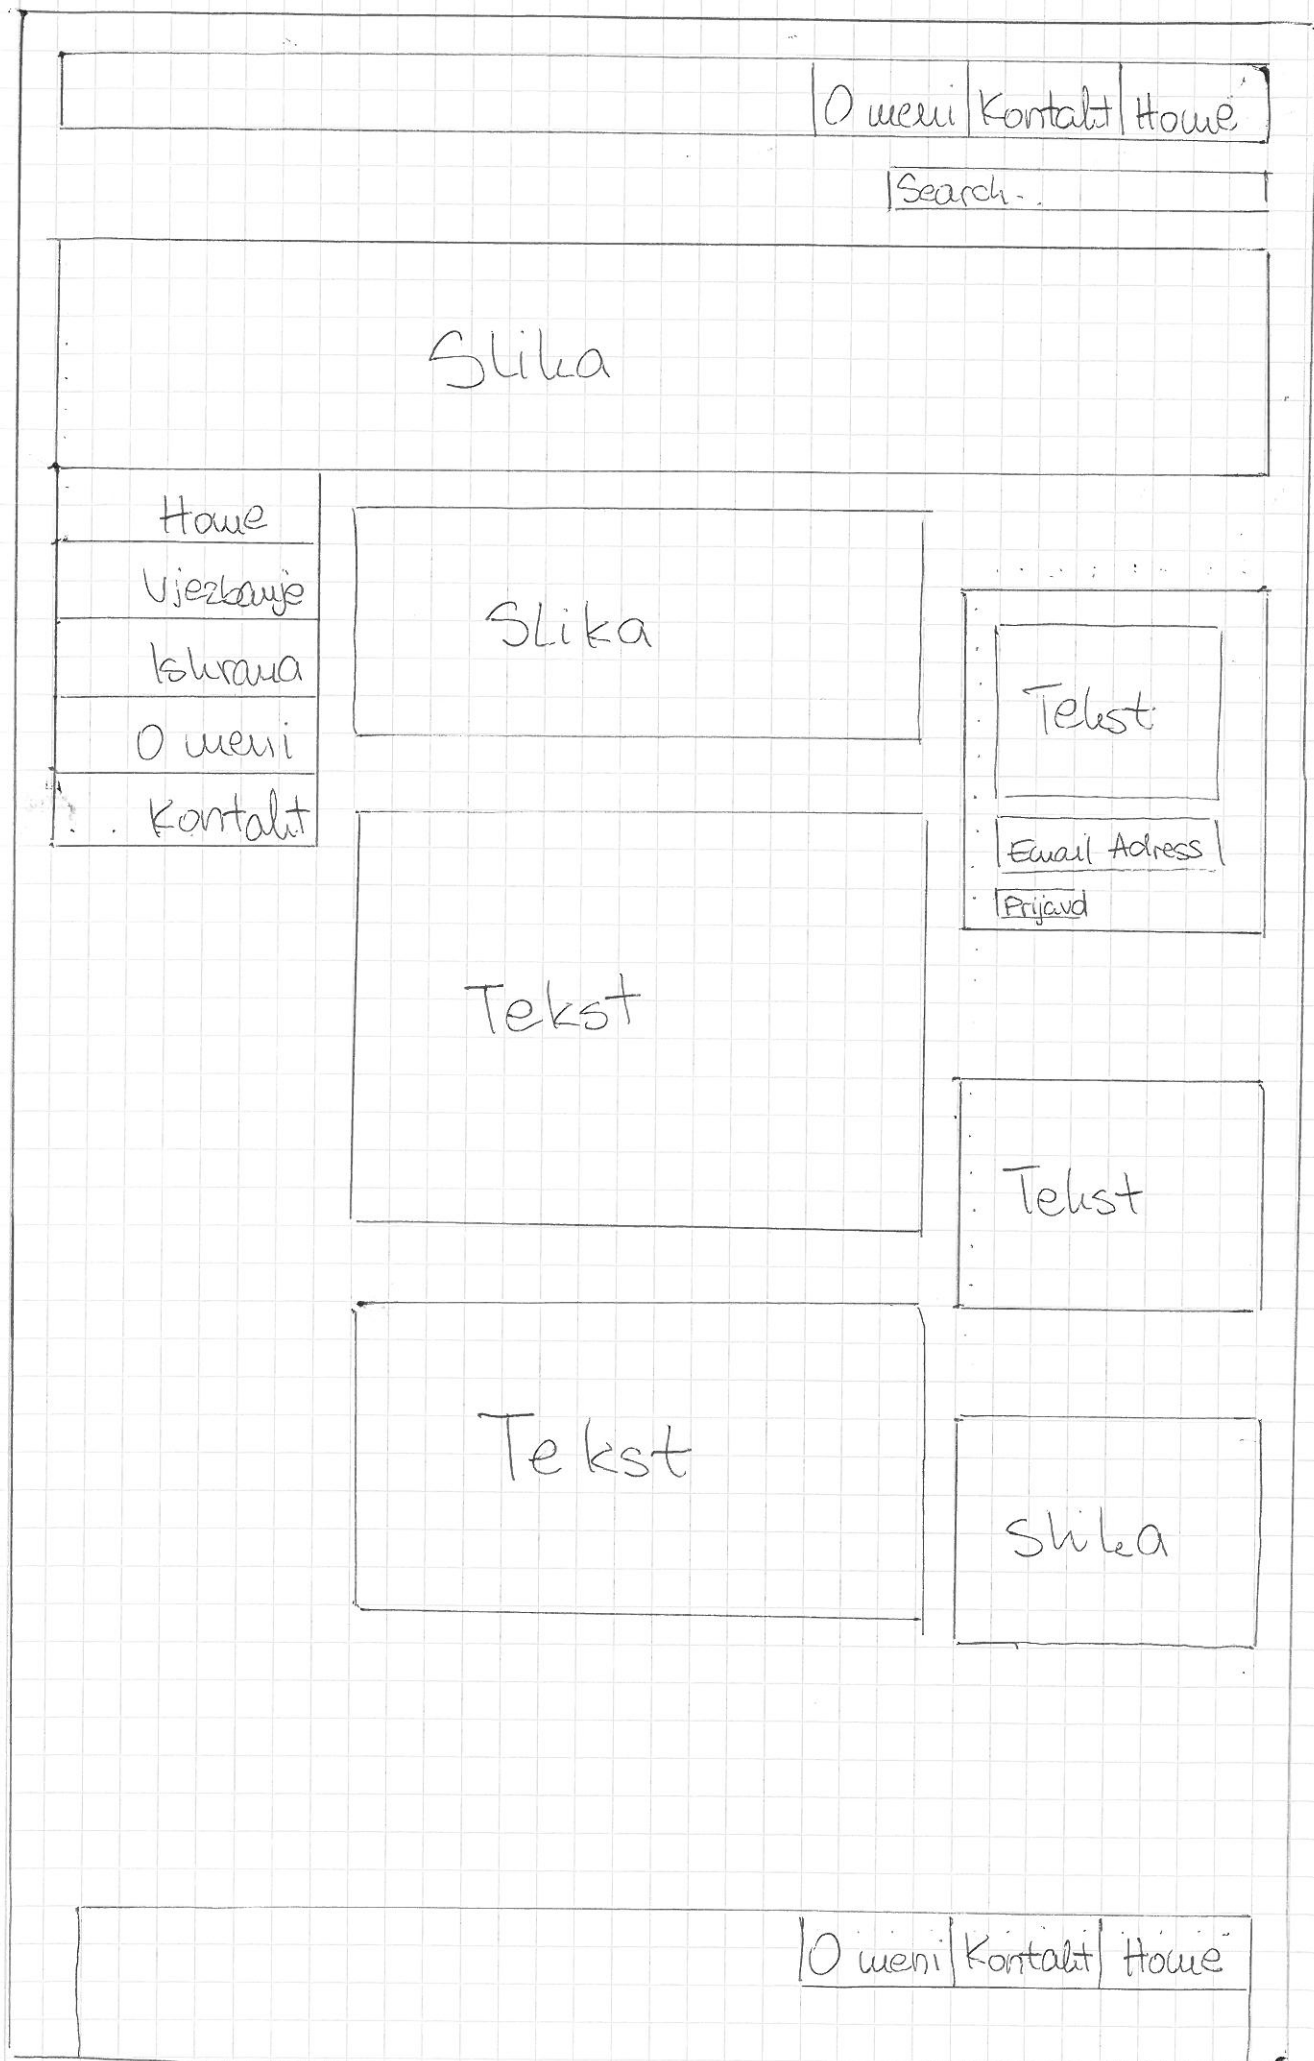 O meni Kontakt Home
Search..
Slika
Home
Vjezbanje
Ishrana
O meni
Kontakt
Slika
Tekst
Tekst
Tekst
Email Adress
Prijava
Tekst
Slika
O meni Kontakt Home